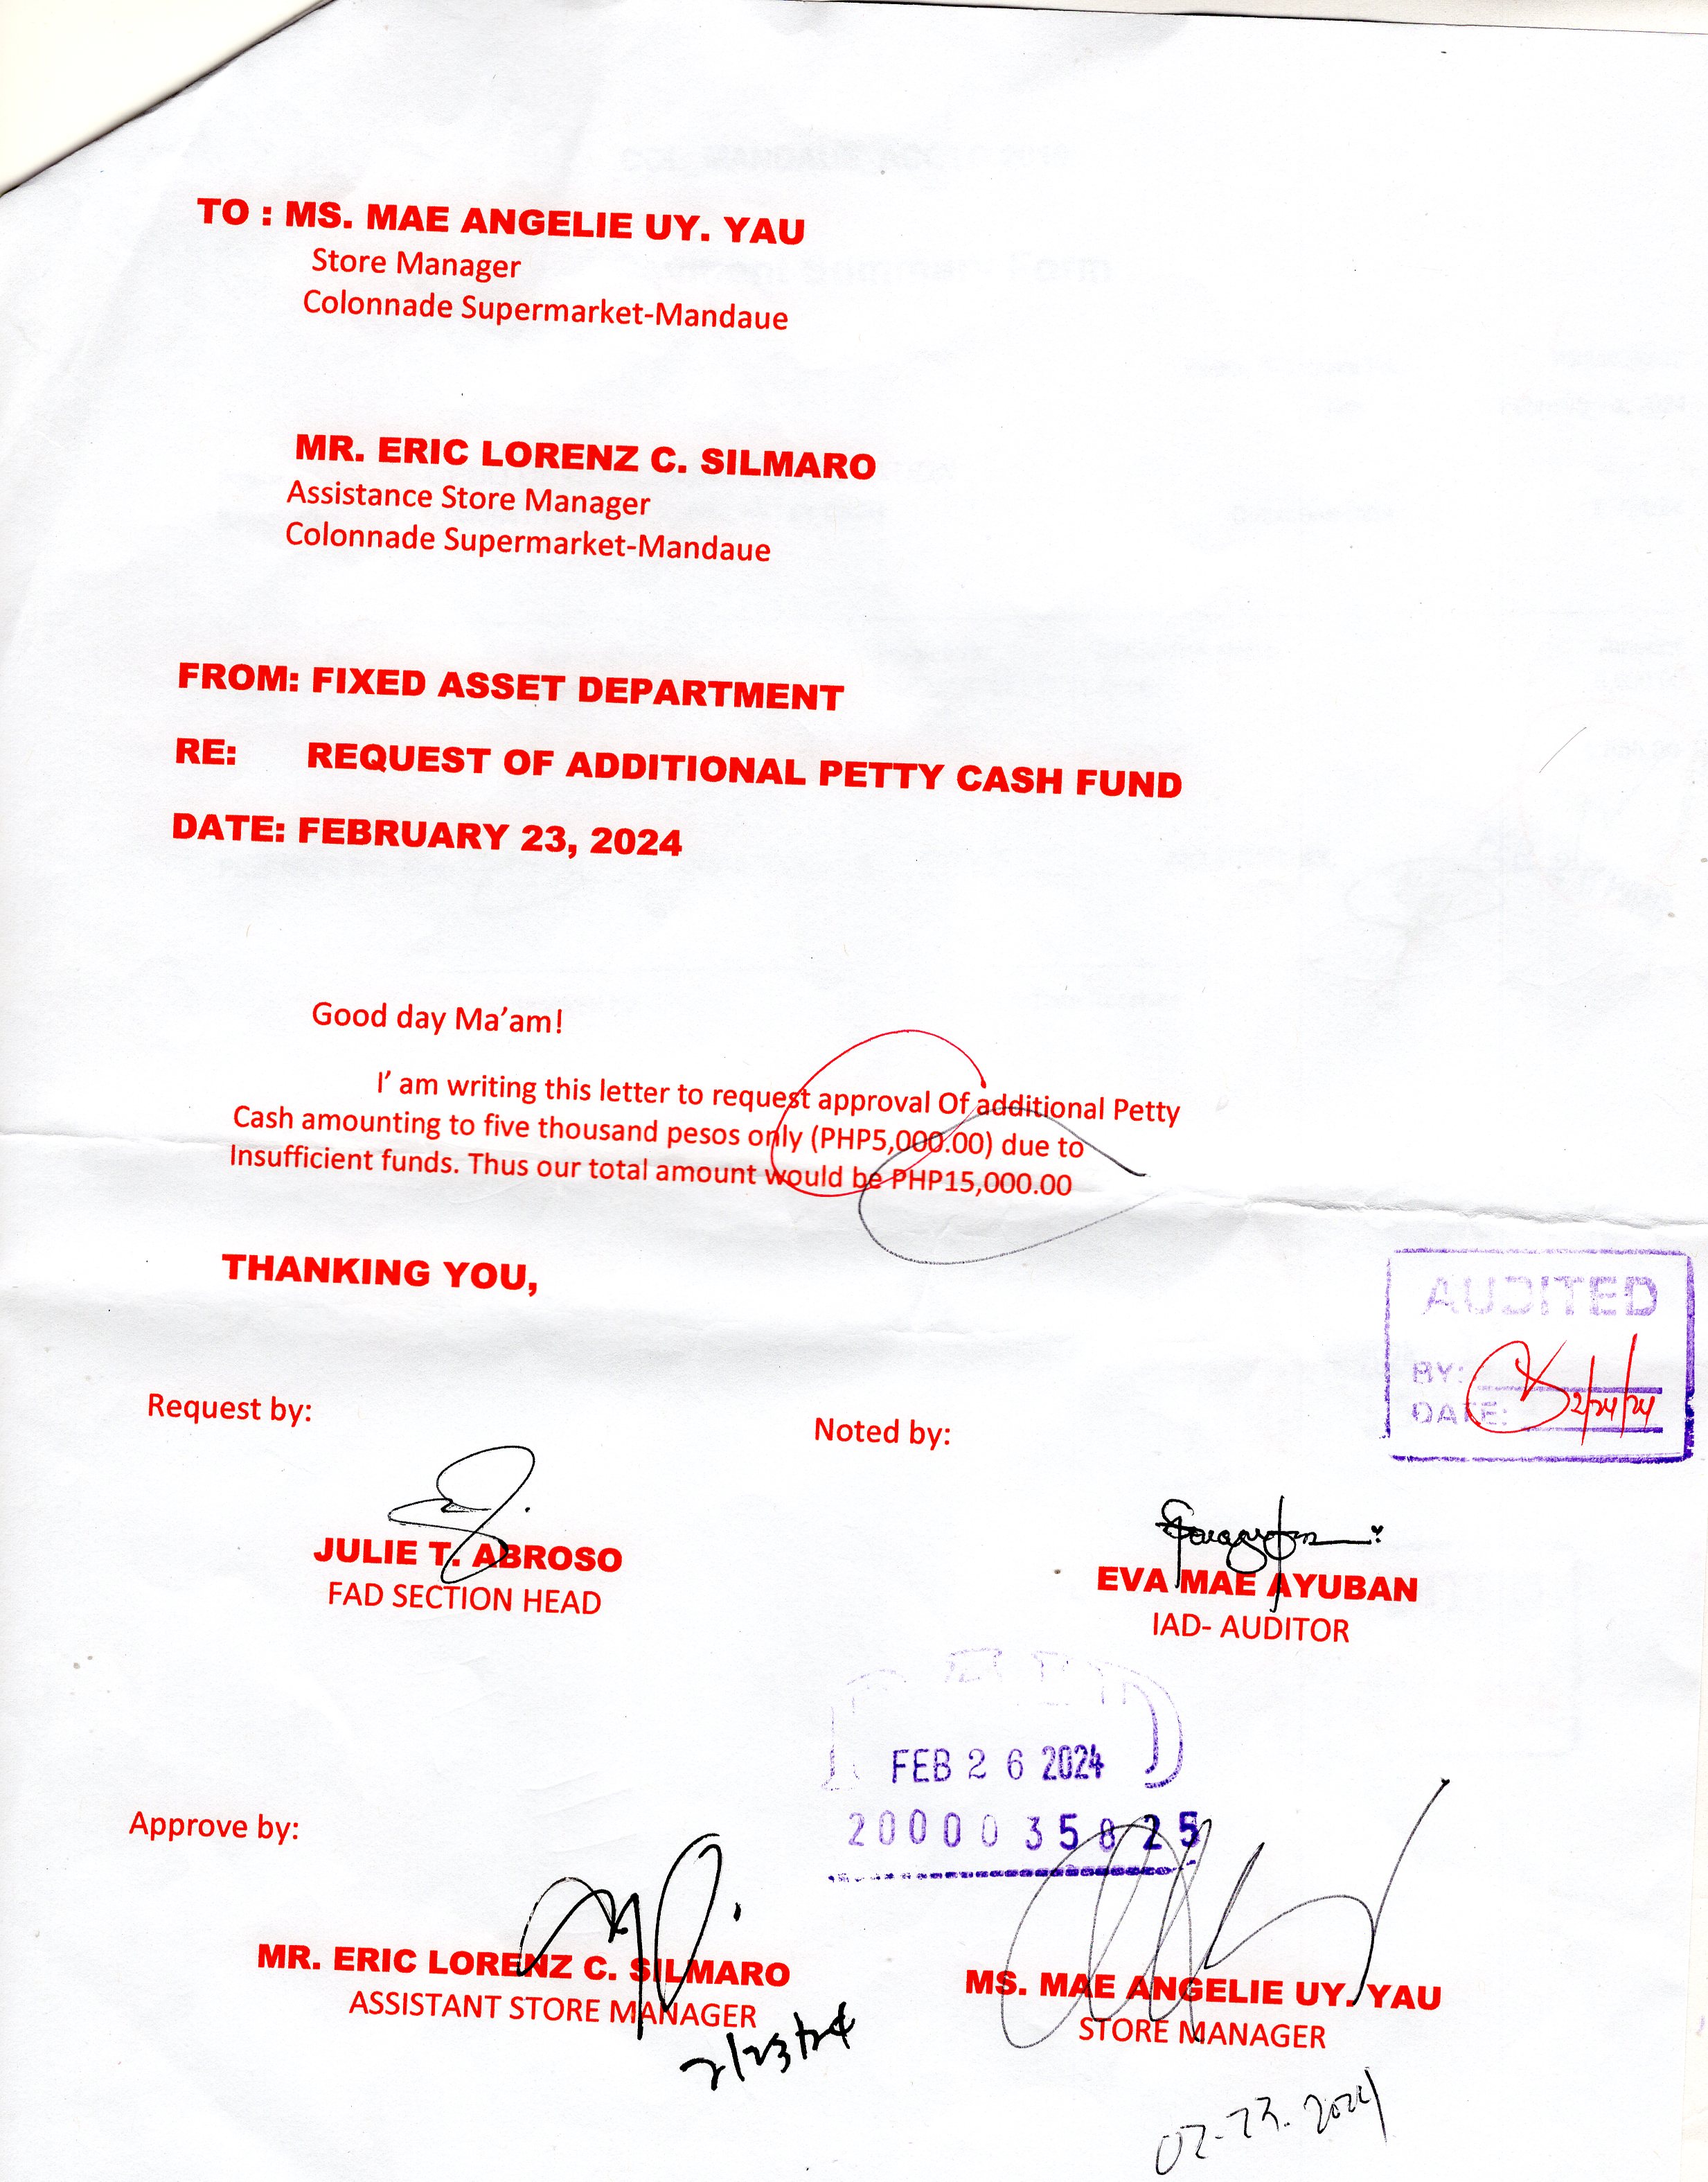 TO : MS. MAE ANGELIE UY. YAU
Store Manager
Colonnade Supermarket-Mandaue
MR. ERIC LORENZ C. SILMARO
Assistance Store Manager
Colonnade Supermarket-Mandaue
FROM: FIXED ASSET DEPARTMENT
RE: REQUEST OF ADDITIONAL PETTY CASH FUND
DATE: FEBRUARY 23, 2024
Good day Ma’am!
I’ am writing this letter to request approval Of additional Petty
Cash amounting to five thousand pesos only (PHP5,000.00) due to
Insufficient funds. Thus our total amount would be PHP15,000.00
THANKING YOU,
AUDITED
BY:
DATE: 2/24/24
Request by:
Noted by:
JULIE T. ABROSO
FAD SECTION HEAD
EVA MAE AYUBAN
IAD- AUDITOR
FEB 26 2024
2000035825
Approve by:
MR. ERIC LORENZ C. SILMARO
ASSISTANT STORE MANAGER
2/23/24
MS. MAE ANGELIE UY. YAU
STORE MANAGER
02-23-2024